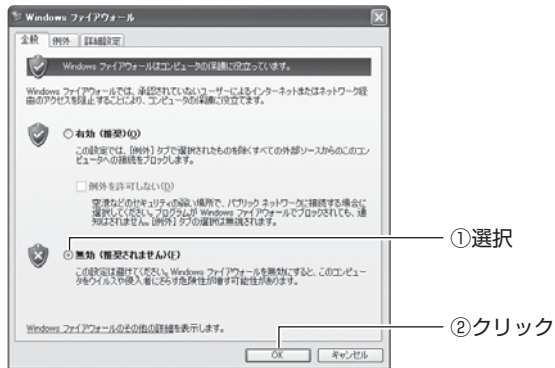 Windows ファイアウォール
全般
例外
詳細設定
Windows ファイアウォールはコンピュータの保護に役立っています。
Windows ファイアウォールでは、承認されていないユーザーによるインターネットまたはネットワーク経
由のアクセスを阻止することにより、コンピュータの保護に役立てます。
有効 (推奨)(O)
この設定では、[例外] タブで選択されたものを除くすべての外部ソースからのこのコン
ピュータへの接続をブロックします。
例外を許可しない(D)
空港などのセキュリティの弱い場所で、パブリック ネットワークに接続する場合に
選択してください。プログラムが Windows ファイアウォールでブロックされても、通
知はされません。[例外] タブの選択は無視されます。
無効 (推奨されません)(F)
この設定は避けてください。Windows ファイアウォールを無効にすると、このコンピュー
タをウイルスや侵入者にさらす危険性が増す可能性があります。
Windows ファイアウォールのその他の詳細を表示します。
OK
キャンセル
①選択
②クリック